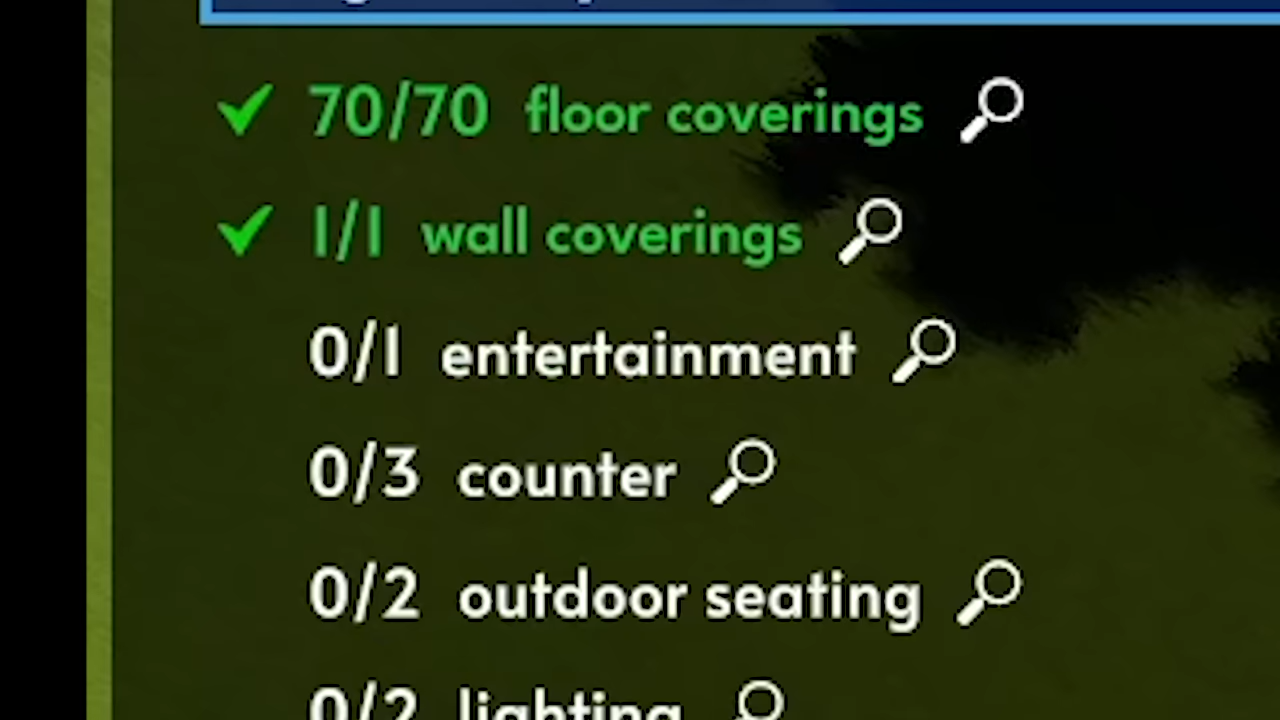 70/70 floor coverings
1/1 wall coverings
0/1 entertainment
0/3 counter
0/2 outdoor seating
0/2 lighting